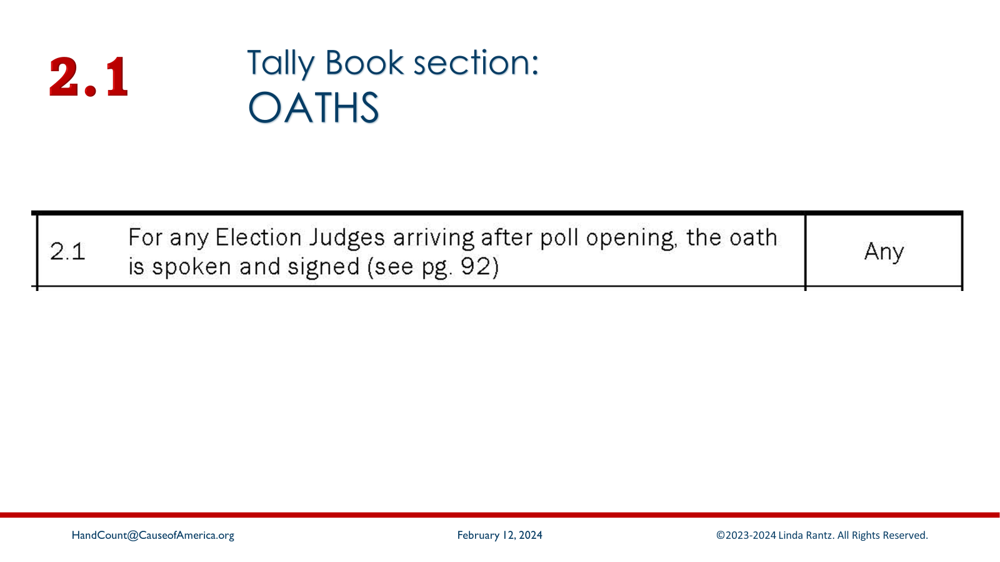 2.1
Tally Book section:
OATHS
2.1
For any Election Judges arriving after poll opening, the oath
is spoken and signed (see pg. 92)
Any
HandCount@CauseofAmerica.org
February 12, 2024
©2023-2024 Linda Rantz. All Rights Reserved.